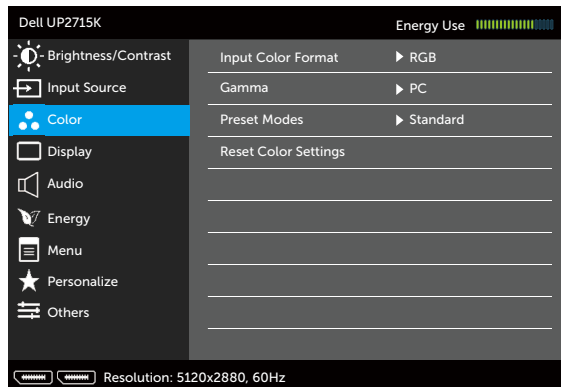 Dell UP2715K Energy Use
Brightness/Contrast
Input Source
Color
Display
Audio
Energy
Menu
Personalize
Others
Input Color Format RGB
Gamma PC
Preset Modes Standard
Reset Color Settings
Resolution: 5120x2880, 60Hz